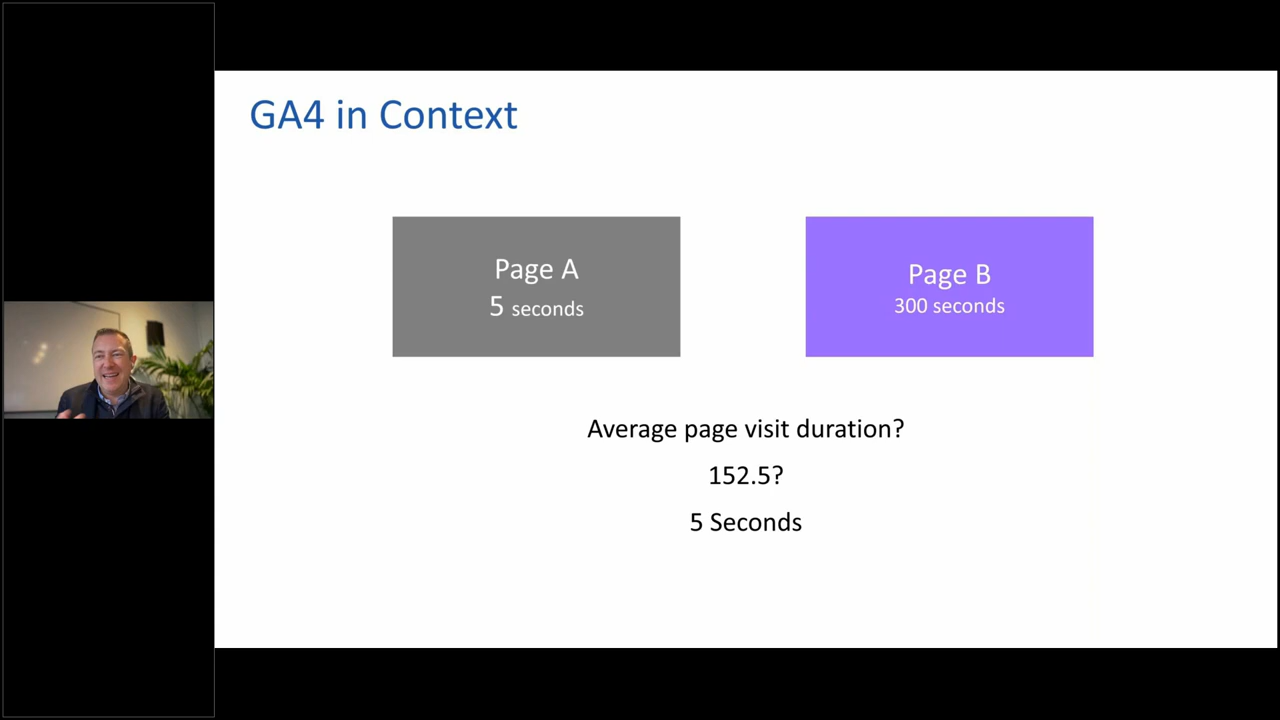 GA4 in Context
Page A
5 seconds
Page B
300 seconds
Average page visit duration?
152.5?
5 Seconds